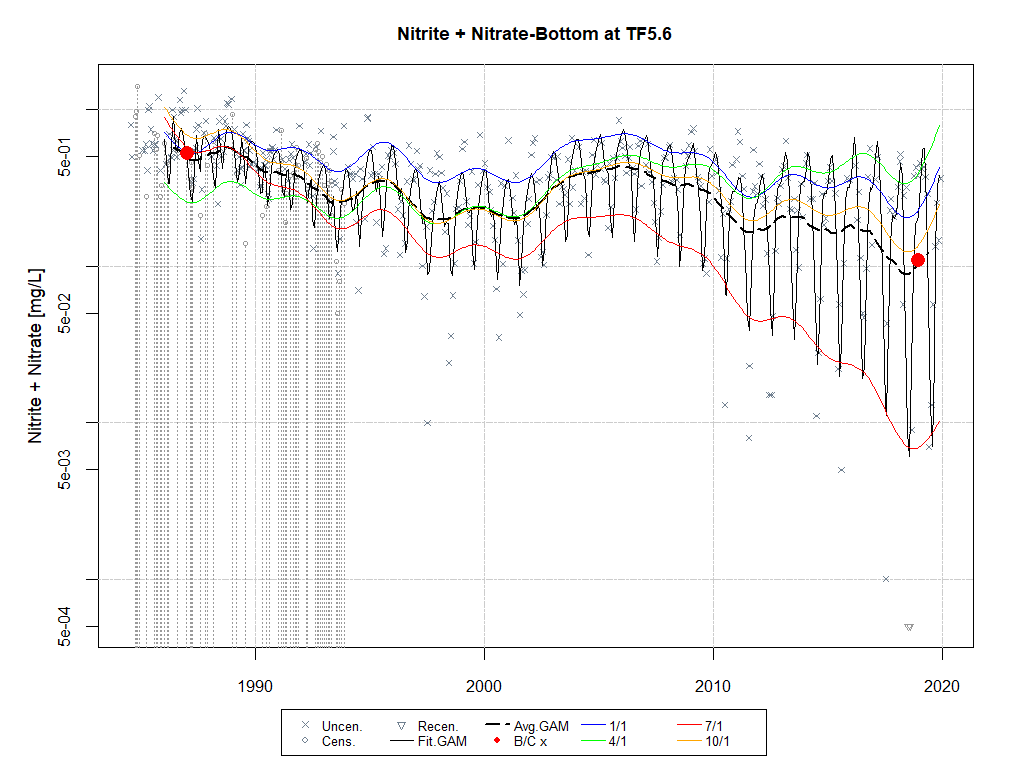 Nitrite + Nitrate-Bottom at TF5.6
Nitrite + Nitrate [mg/L]
5e-01
5e-02
5e-03
5e-04
1990 2000 2010 2020
Uncen. Recen. Avg.GAM 1/1 7/1
Cens. Fit.GAM B/C x 4/1 10/1